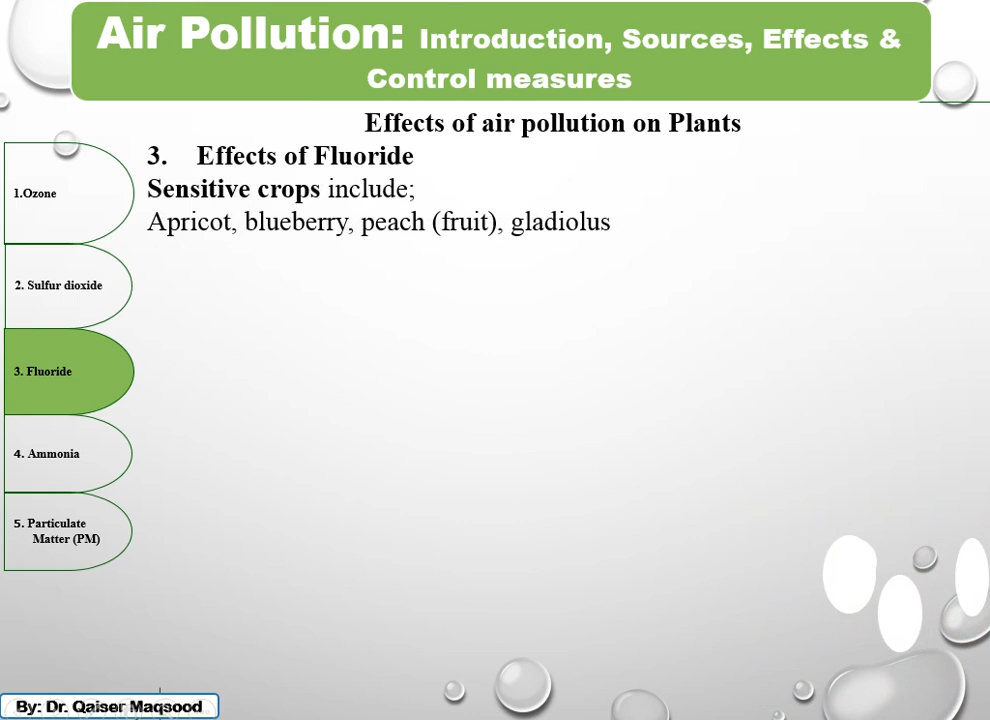 Air Pollution: Introduction, Sources, Effects &
Control measures
Effects of air pollution on Plants
3. Effects of Fluoride
Sensitive crops include;
Apricot, blueberry, peach (fruit), gladiolus
1.Ozone
2. Sulfur dioxide
3. Fluoride
4. Ammonia
5. Particulate
Matter (PM)
By: Dr. Qaiser Maqsood